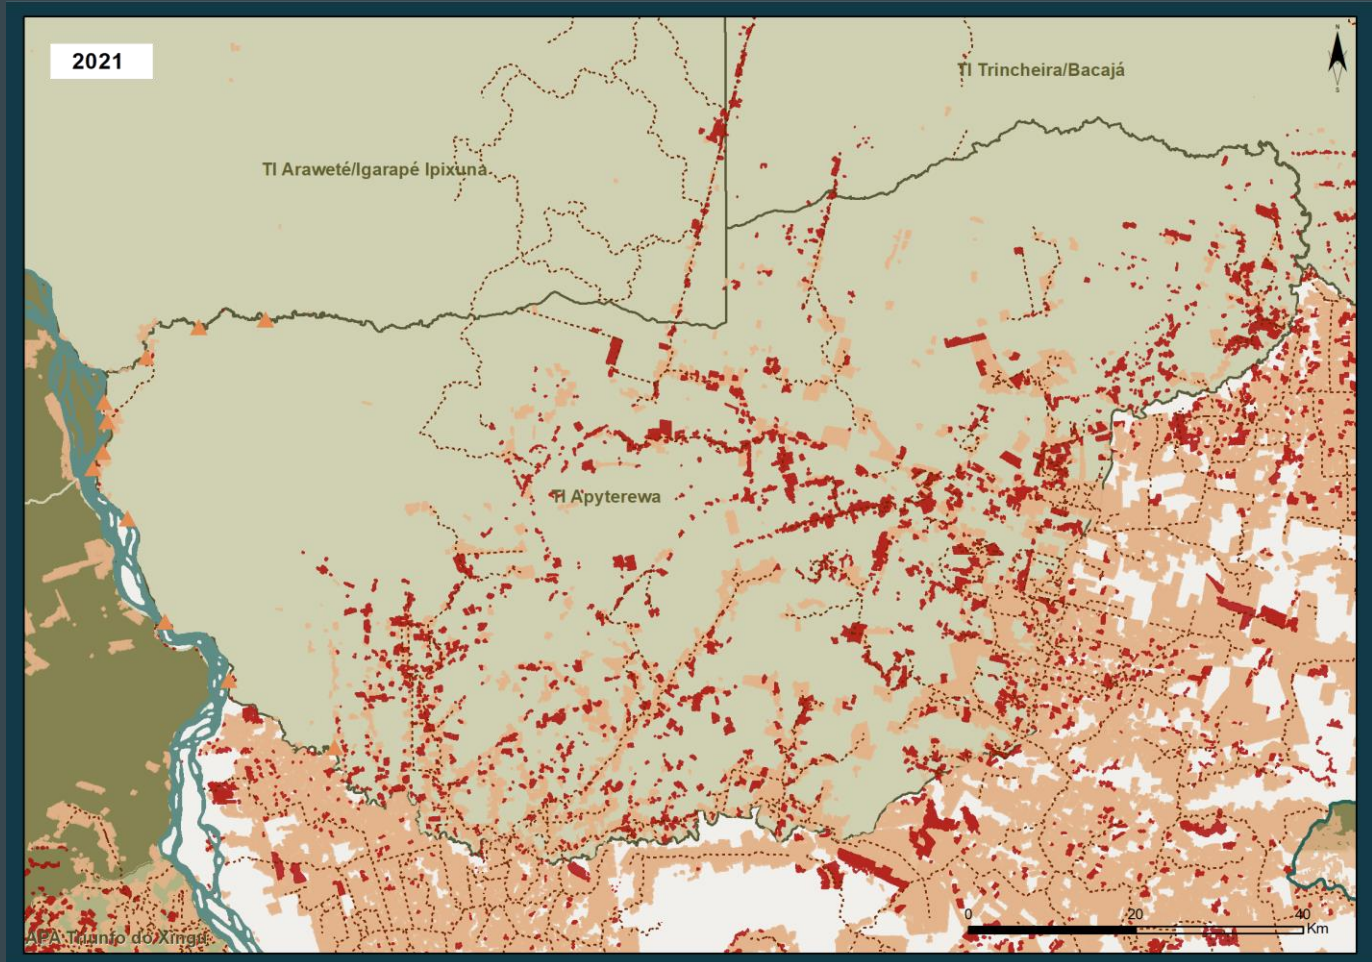 2021
N
TI Trincheira/Bacajá
S
TI Araweté/Igarapé Ipixuna
TI Apyterewa
0 20 40
Km
APA Triunfo do Xingu